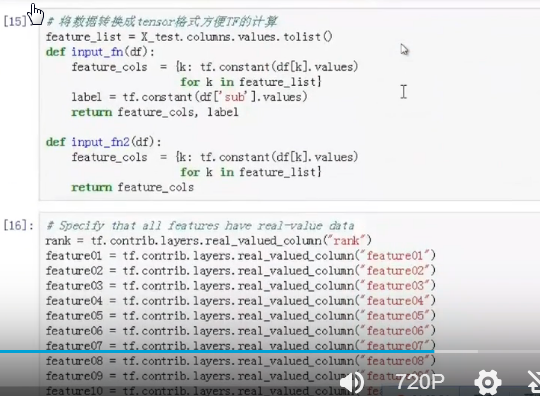 [15]: # 将数据转换成tensor格式方便TF的计算
feature_list = X_test.columns.values.tolist()
def input_fn(df):
feature_cols = {k: tf.constant(df[k].values)
for k in feature_list}
label = tf.constant(df['sub'].values)
return feature_cols, label
def input_fn2(df):
feature_cols = {k: tf.constant(df[k].values)
for k in feature_list}
return feature_cols
[16]: # Specify that all features have real-value data
rank = tf.contrib.layers.real_valued_column("rank")
feature01 = tf.contrib.layers.real_valued_column("feature01")
feature02 = tf.contrib.layers.real_valued_column("feature02")
feature03 = tf.contrib.layers.real_valued_column("feature03")
feature04 = tf.contrib.layers.real_valued_column("feature04")
feature05 = tf.contrib.layers.real_valued_column("feature05")
feature06 = tf.contrib.layers.real_valued_column("feature06")
feature07 = tf.contrib.layers.real_valued_column("feature07")
feature08 = tf.contrib.layers.real_valued_column("feature08")
feature09 = tf.contrib.layers.real_valued_column("feature09")
feature10 = tf.contrib.layers.real_valued_column(
720P